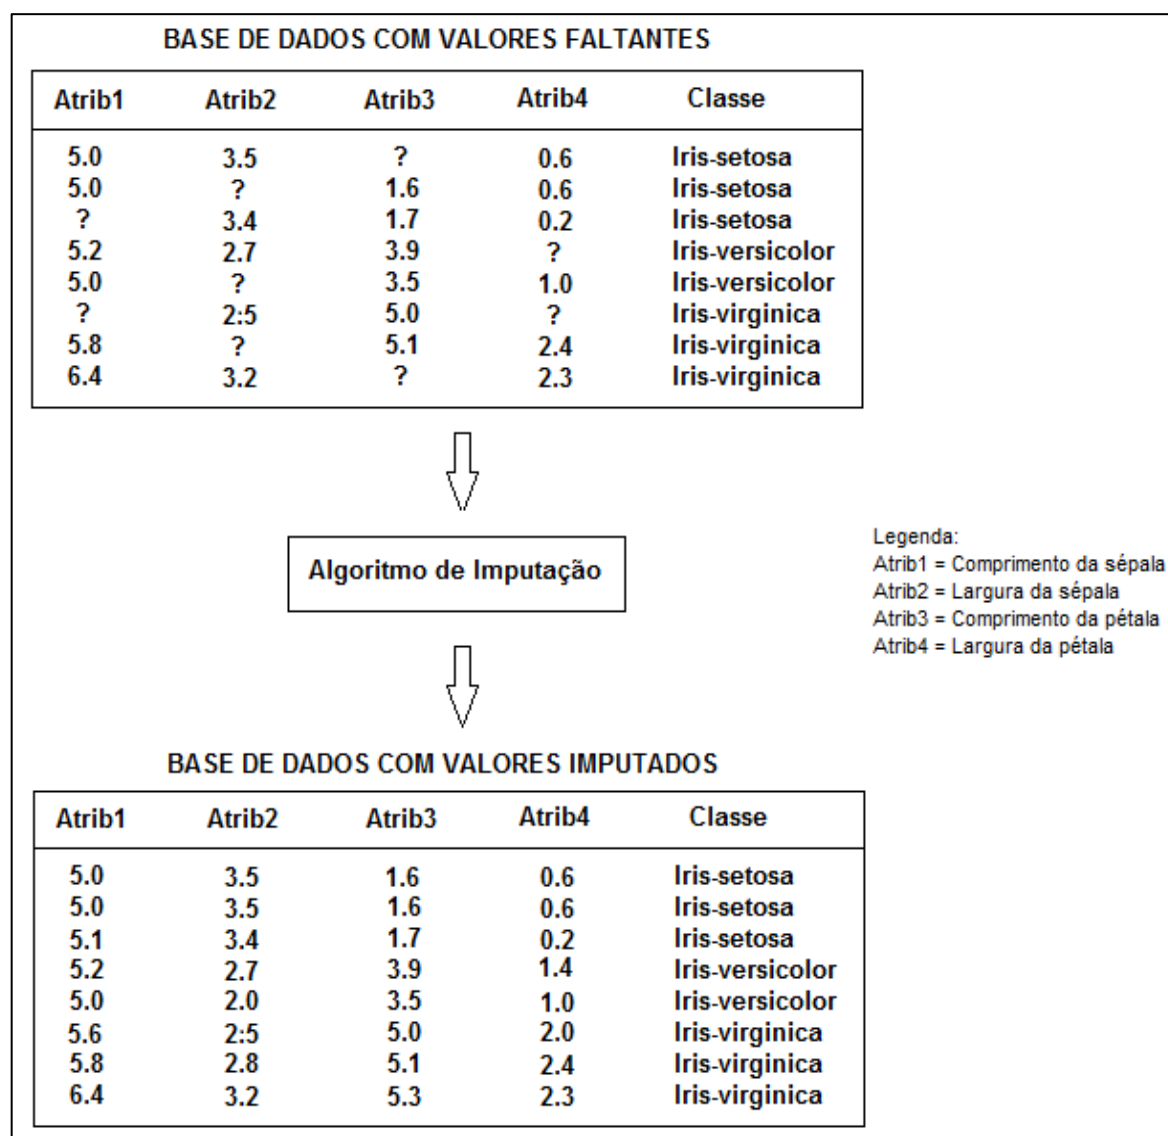 BASE DE DADOS COM VALORES FALTANTES
Atrib1 Atrib2 Atrib3 Atrib4 Classe
5.0 3.5 ? 0.6 Iris-setosa
5.0 ? 1.6 0.6 Iris-setosa
? 3.4 1.7 0.2 Iris-setosa
5.2 2.7 3.9 ? Iris-versicolor
5.0 ? 3.5 1.0 Iris-versicolor
? 2:5 5.0 ? Iris-virginica
5.8 ? 5.1 2.4 Iris-virginica
6.4 3.2 ? 2.3 Iris-virginica
Algoritmo de Imputação
Legenda:
Atrib1 = Comprimento da sépala
Atrib2 = Largura da sépala
Atrib3 = Comprimento da pétala
Atrib4 = Largura da pétala
BASE DE DADOS COM VALORES IMPUTADOS
Atrib1 Atrib2 Atrib3 Atrib4 Classe
5.0 3.5 1.6 0.6 Iris-setosa
5.0 3.5 1.6 0.6 Iris-setosa
5.1 3.4 1.7 0.2 Iris-setosa
5.2 2.7 3.9 1.4 Iris-versicolor
5.0 2.0 3.5 1.0 Iris-versicolor
5.6 2:5 5.0 2.0 Iris-virginica
5.8 2.8 5.1 2.4 Iris-virginica
6.4 3.2 5.3 2.3 Iris-virginica